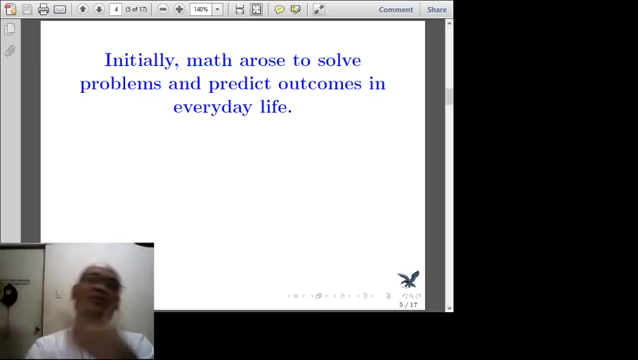 4 (5 of 17) 140% Comment Share
Initially, math arose to solve
problems and predict outcomes in
everyday life.
5 / 17